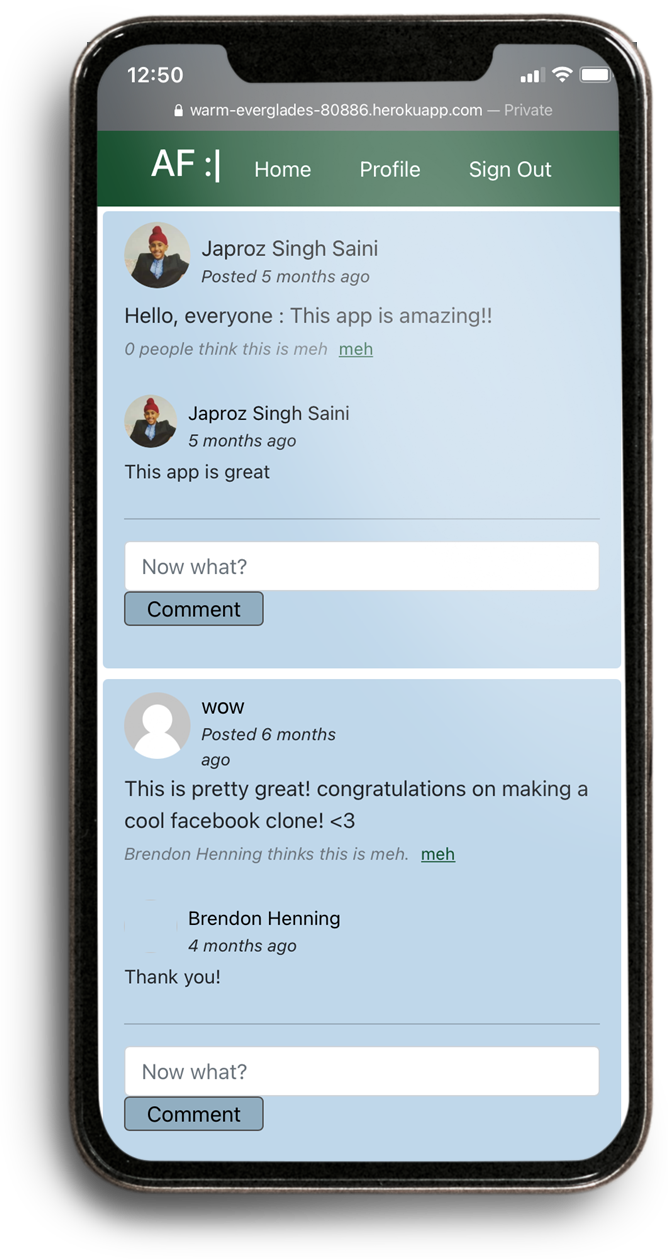 12:50
warm-everglades-80886.herokuapp.com — Private
AF :| Home Profile Sign Out
Japroz Singh Saini
Posted 5 months ago
Hello, everyone : This app is amazing!!
0 people think this is meh meh
Japroz Singh Saini
5 months ago
This app is great
Now what?
Comment
wow
Posted 6 months
ago
This is pretty great! congratulations on making a
cool facebook clone! <3
Brendon Henning thinks this is meh. meh
Brendon Henning
4 months ago
Thank you!
Now what?
Comment